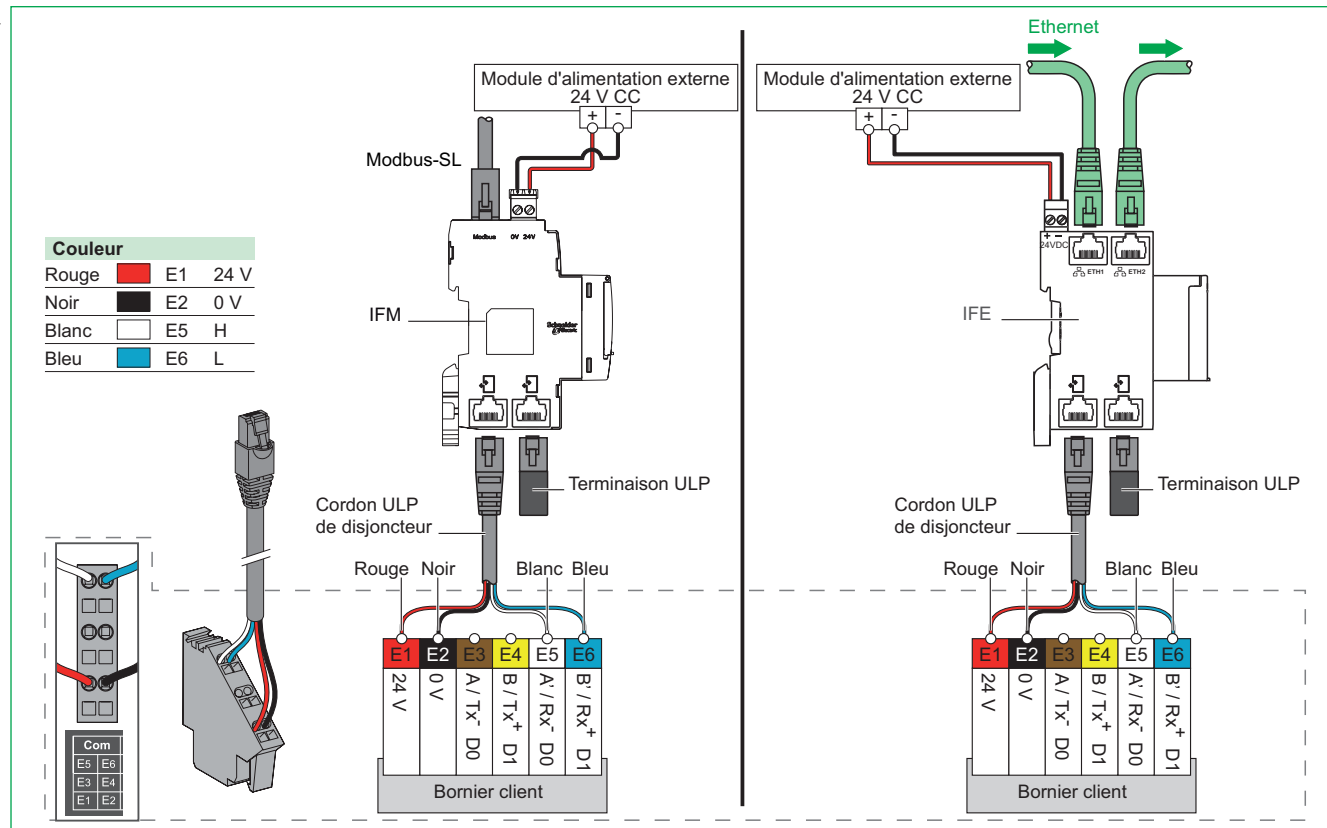 Ethernet
Module d'alimentation externe
24 V CC
+ -
Modbus-SL
Modbus 0V 24V
IFM
Schneider Electric
Couleur
Rouge E1 24 V
Noir E2 0 V
Blanc E5 H
Bleu E6 L
Terminaison ULP
Cordon ULP
de disjoncteur
Rouge Noir Blanc Bleu
E1 E2 E3 E4 E5 E6
24 V
0 V
A / Tx- D0
B / Tx+ D1
A' / Rx- D0
B' / Rx+ D1
Bornier client
Com
E5 E6
E3 E4
E1 E2
Module d'alimentation externe
24 V CC
+ -
+ -
24VDC
ETH1 ETH2
IFE
Terminaison ULP
Cordon ULP
de disjoncteur
Rouge Noir Blanc Bleu
E1 E2 E3 E4 E5 E6
24 V
0 V
A / Tx- D0
B / Tx+ D1
A' / Rx- D0
B' / Rx+ D1
Bornier client